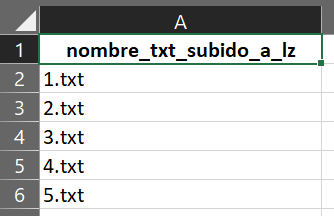 A
1 nombre_txt_subido_a_lz
2 1.txt
3 2.txt
4 3.txt
5 4.txt
6 5.txt